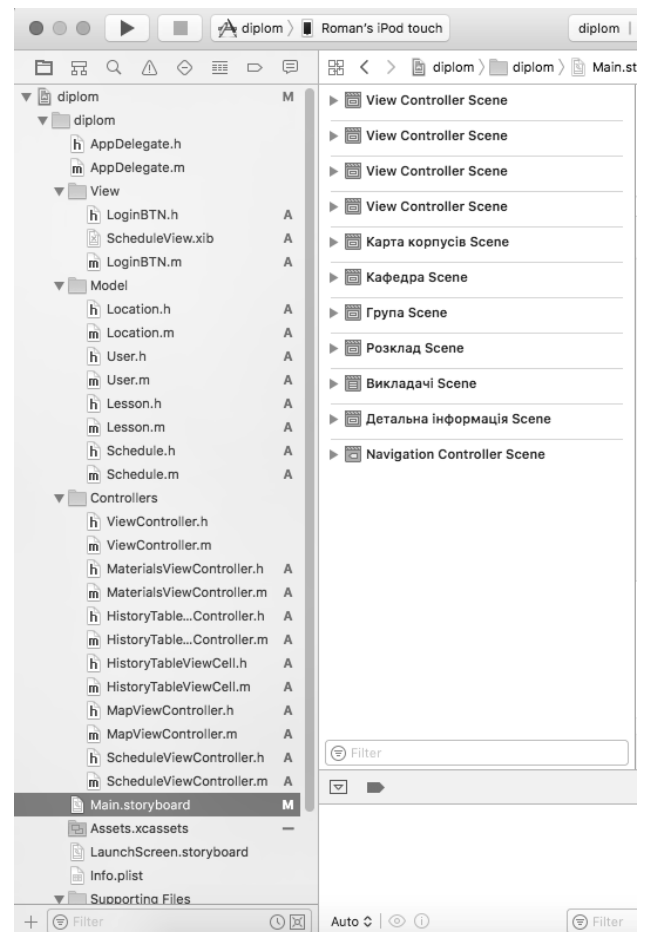 diplom
Roman's iPod touch
diplom
diplom
diplom
Main.st
diplom M
diplom
AppDelegate.h
AppDelegate.m
View
LoginBTN.h A
ScheduleView.xib A
LoginBTN.m A
Model
Location.h A
Location.m A
User.h A
User.m A
Lesson.h A
Lesson.m A
Schedule.h A
Schedule.m A
Controllers
ViewController.h
ViewController.m
MaterialsViewController.h A
MaterialsViewController.m A
HistoryTable...Controller.h A
HistoryTable...Controller.m A
HistoryTableViewCell.h A
HistoryTableViewCell.m A
MapViewController.h A
MapViewController.m A
ScheduleViewController.h A
ScheduleViewController.m A
Main.storyboard M
Assets.xcassets —
LaunchScreen.storyboard
Info.plist
Supporting Files
Filter
View Controller Scene
View Controller Scene
View Controller Scene
View Controller Scene
Карта корпусів Scene
Кафедра Scene
Група Scene
Розклад Scene
Викладачі Scene
Детальна інформація Scene
Navigation Controller Scene
Filter
Auto
Filter